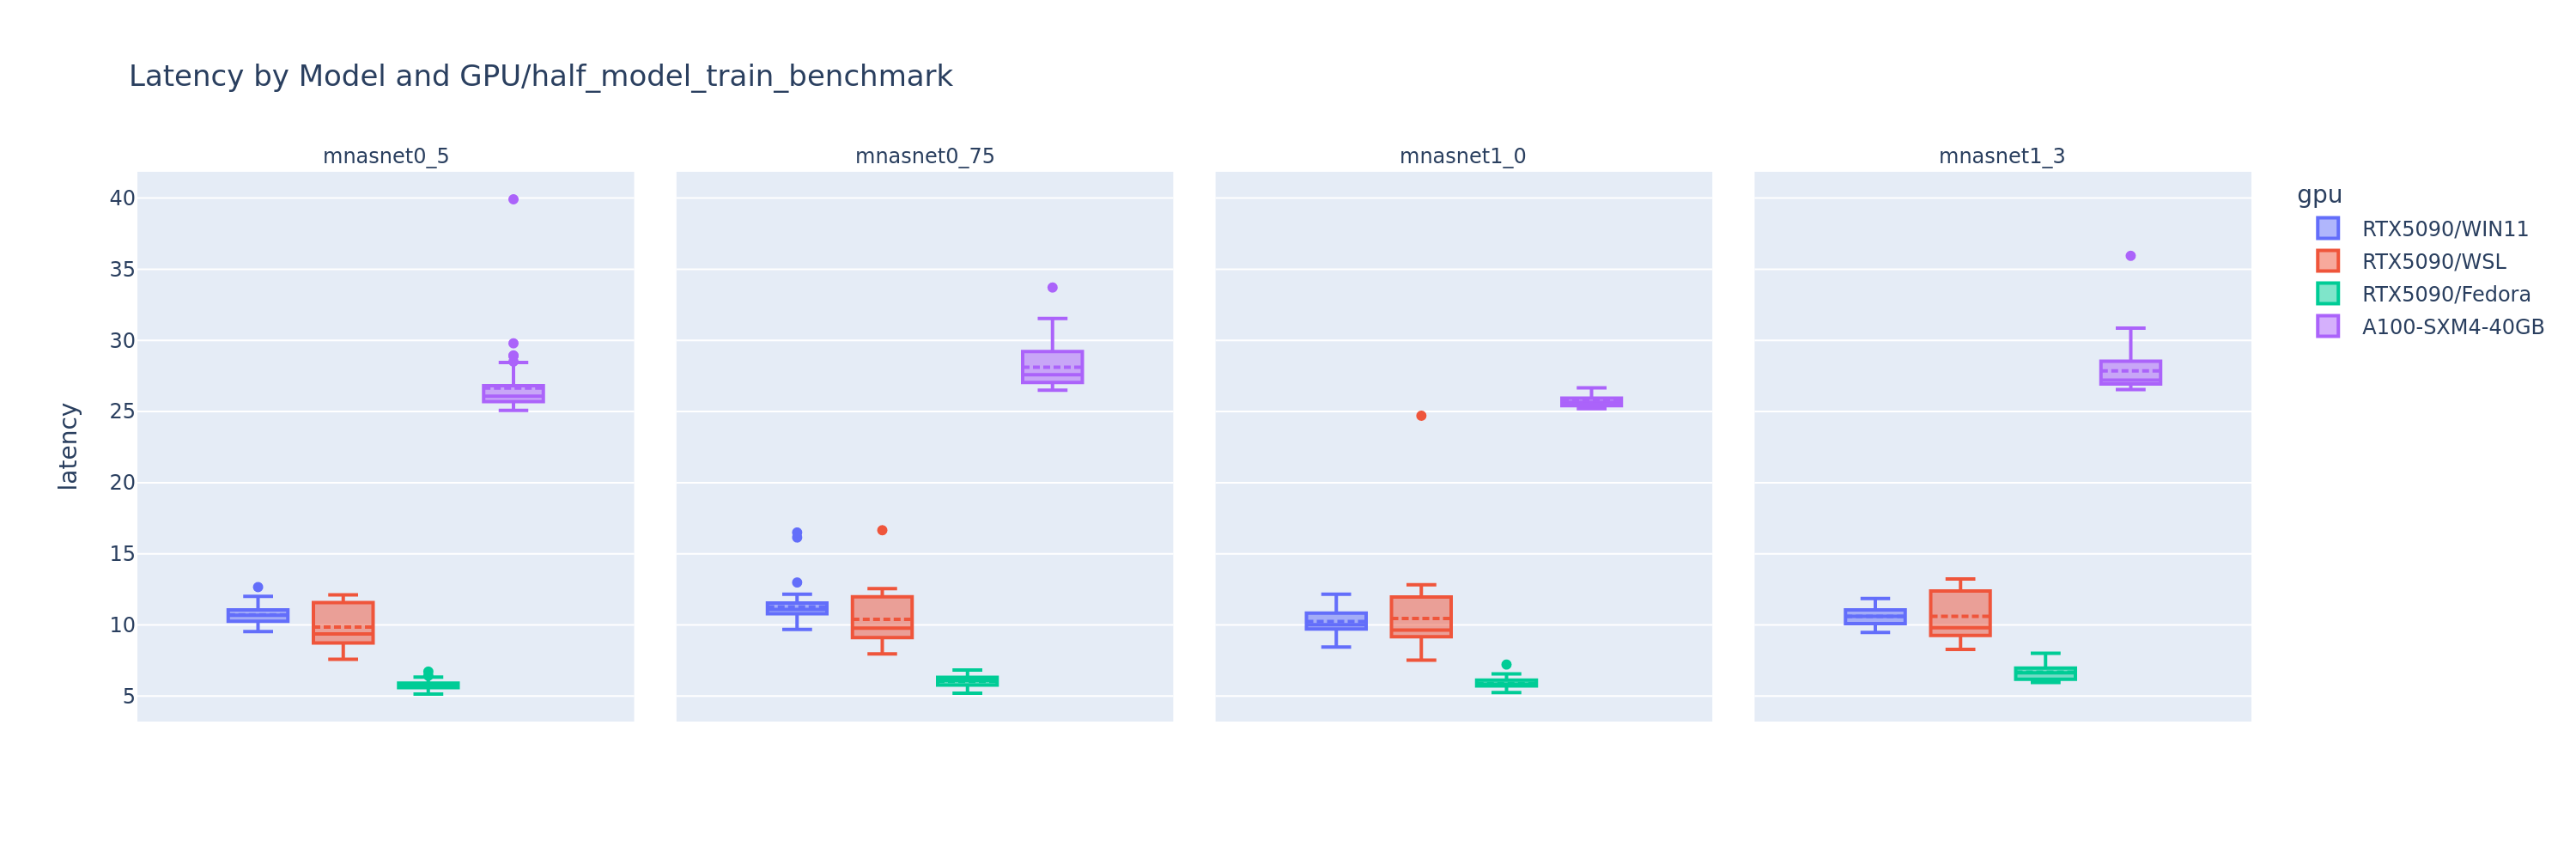 Latency by Model and GPU/half_model_train_benchmark
mnasnet0_5
mnasnet0_75
mnasnet1_0
mnasnet1_3
40
35
30
25
20
15
10
5
latency
gpu
RTX5090/WIN11
RTX5090/WSL
RTX5090/Fedora
A100-SXM4-40GB